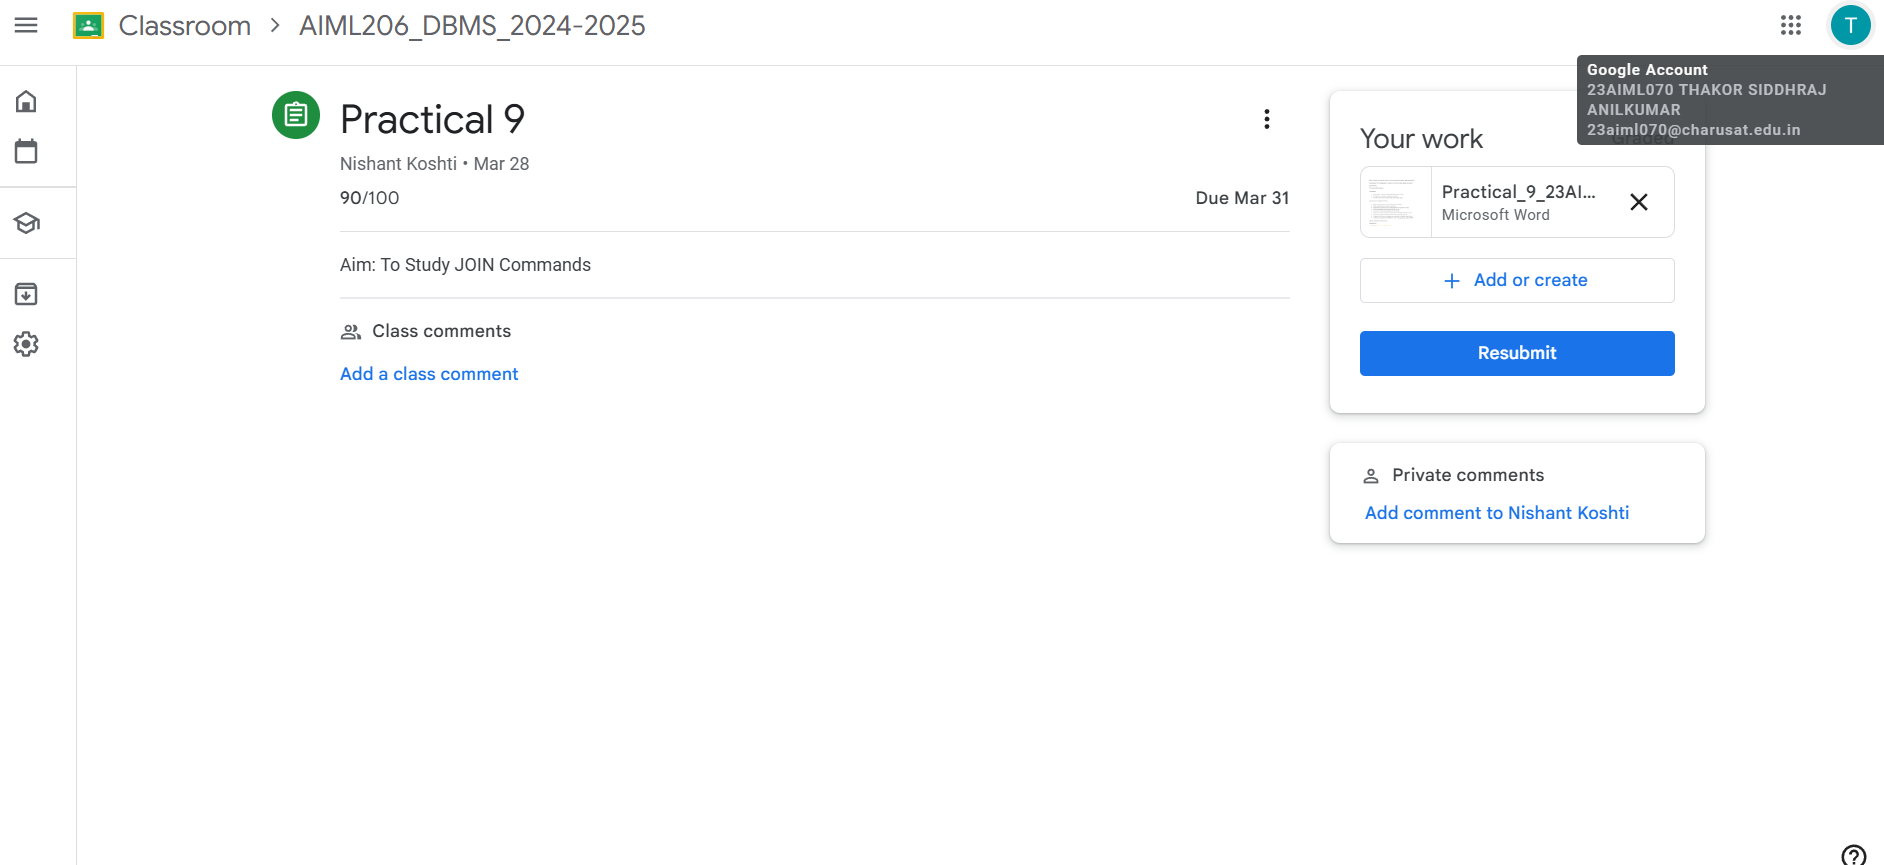 Classroom > AIML206_DBMS_2024-2025
T
Google Account
23AIML070 THAKOR SIDDHRAJ
ANILKUMAR
23aiml070@charusat.edu.in
Practical 9
Nishant Koshti • Mar 28
90/100
Due Mar 31
Aim: To Study JOIN Commands
Class comments
Add a class comment
Your work
Graded
Practical_9_23AI...
Microsoft Word
+ Add or create
Resubmit
Private comments
Add comment to Nishant Koshti